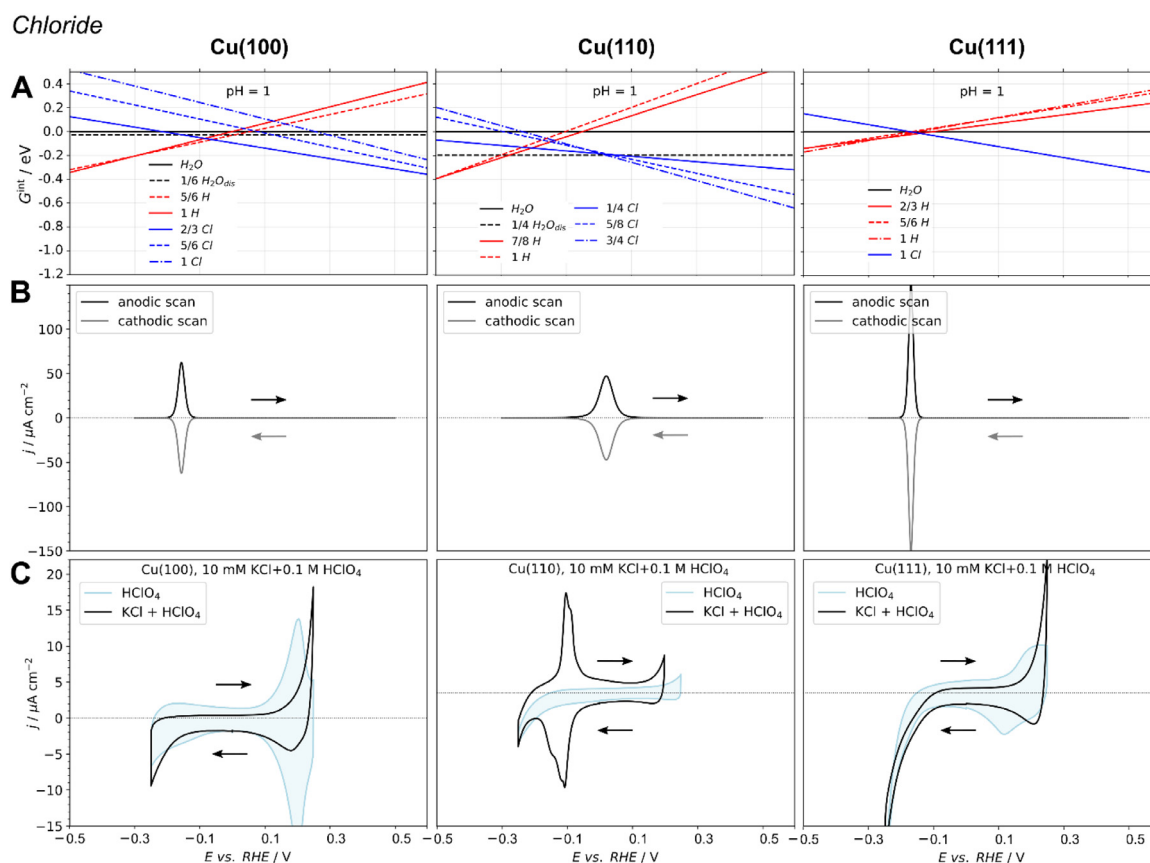 Chloride
Cu(100) Cu(110) Cu(111)
A
pH = 1
pH = 1
pH = 1
G^int / eV
0.4
0.2
0.0
-0.2
-0.4
-0.6
-0.8
-1.0
-1.2
H₂O
1/6 H₂O_dis
5/6 H
1 H
2/3 Cl
5/6 Cl
1 Cl
H₂O
1/4 H₂O_dis
7/8 H
1 H
1/4 Cl
5/8 Cl
3/4 Cl
H₂O
2/3 H
5/6 H
1 H
1 Cl
B
anodic scan
cathodic scan
anodic scan
cathodic scan
anodic scan
cathodic scan
j / μA cm⁻²
100
50
0
−50
−100
−150
C
Cu(100), 10 mM KCl+0.1 M HClO₄
HClO₄
KCl + HClO₄
Cu(110), 10 mM KCl+0.1 M HClO₄
HClO₄
KCl + HClO₄
Cu(111), 10 mM KCl+0.1 M HClO₄
HClO₄
KCl + HClO₄
j / μA cm⁻²
20
15
10
5
0
−5
−10
−15
−0.5 −0.3 −0.1 0.1 0.3 0.5
−0.5 −0.3 −0.1 0.1 0.3 0.5
−0.5 −0.3 −0.1 0.1 0.3 0.5
E vs. RHE / V
E vs. RHE / V
E vs. RHE / V